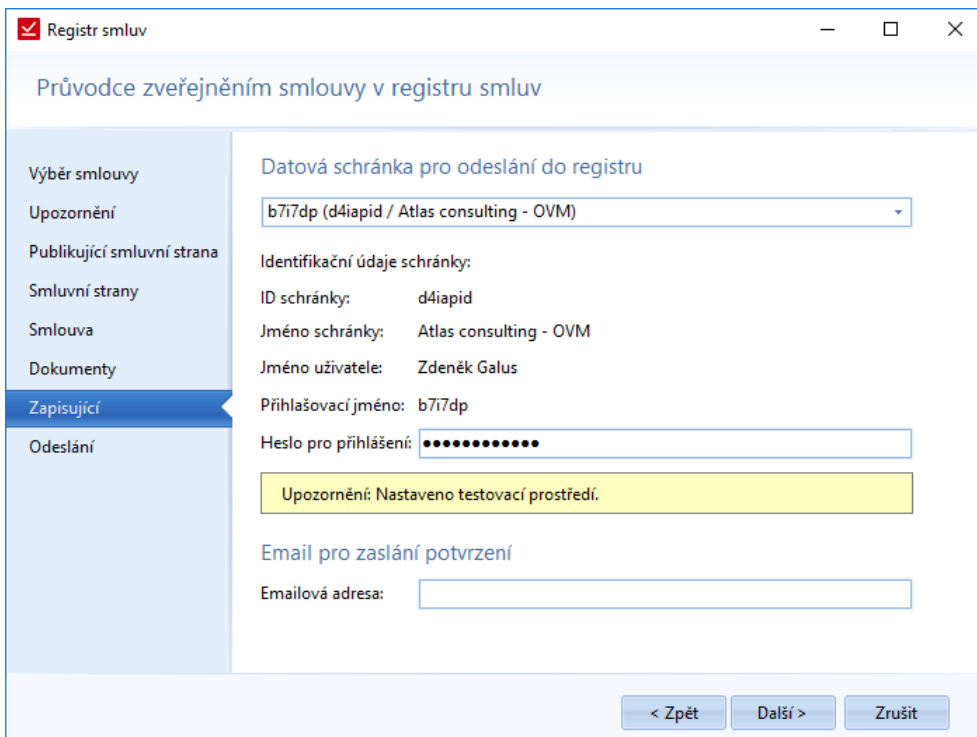 Registr smluv
Průvodce zveřejněním smlouvy v registru smluv
Výběr smlouvy
Upozornění
Publikující smluvní strana
Smluvní strany
Smlouva
Dokumenty
Zapisující
Odeslání
Datová schránka pro odeslání do registru
b7i7dp (d4iapid / Atlas consulting - OVM)
Identifikační údaje schránky:
ID schránky: d4iapid
Jméno schránky: Atlas consulting - OVM
Jméno uživatele: Zdeněk Galus
Přihlašovací jméno: b7i7dp
Heslo pro přihlášení: ●●●●●●●●●●●●
Upozornění: Nastaveno testovací prostředí.
Email pro zaslání potvrzení
Emailová adresa:
< Zpět Další > Zrušit